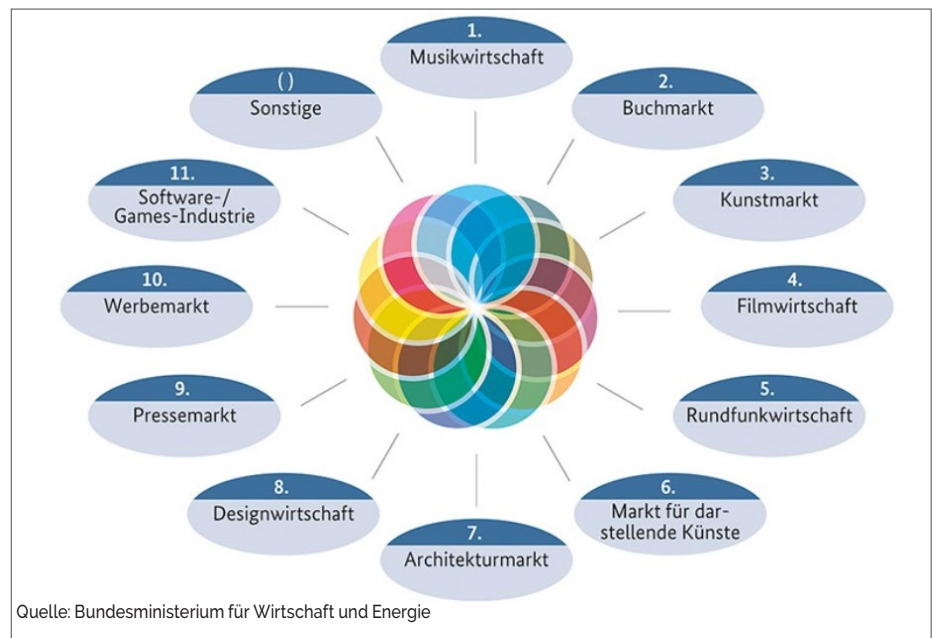 1.
Musikwirtschaft
2.
Buchmarkt
3.
Kunstmarkt
4.
Filmwirtschaft
5.
Rundfunkwirtschaft
6.
Markt für dar-
stellende Künste
7.
Architekturmarkt
8.
Designwirtschaft
9.
Pressemarkt
10.
Werbemarkt
11.
Software-/
Games-Industrie
( )
Sonstige
Quelle: Bundesministerium für Wirtschaft und Energie